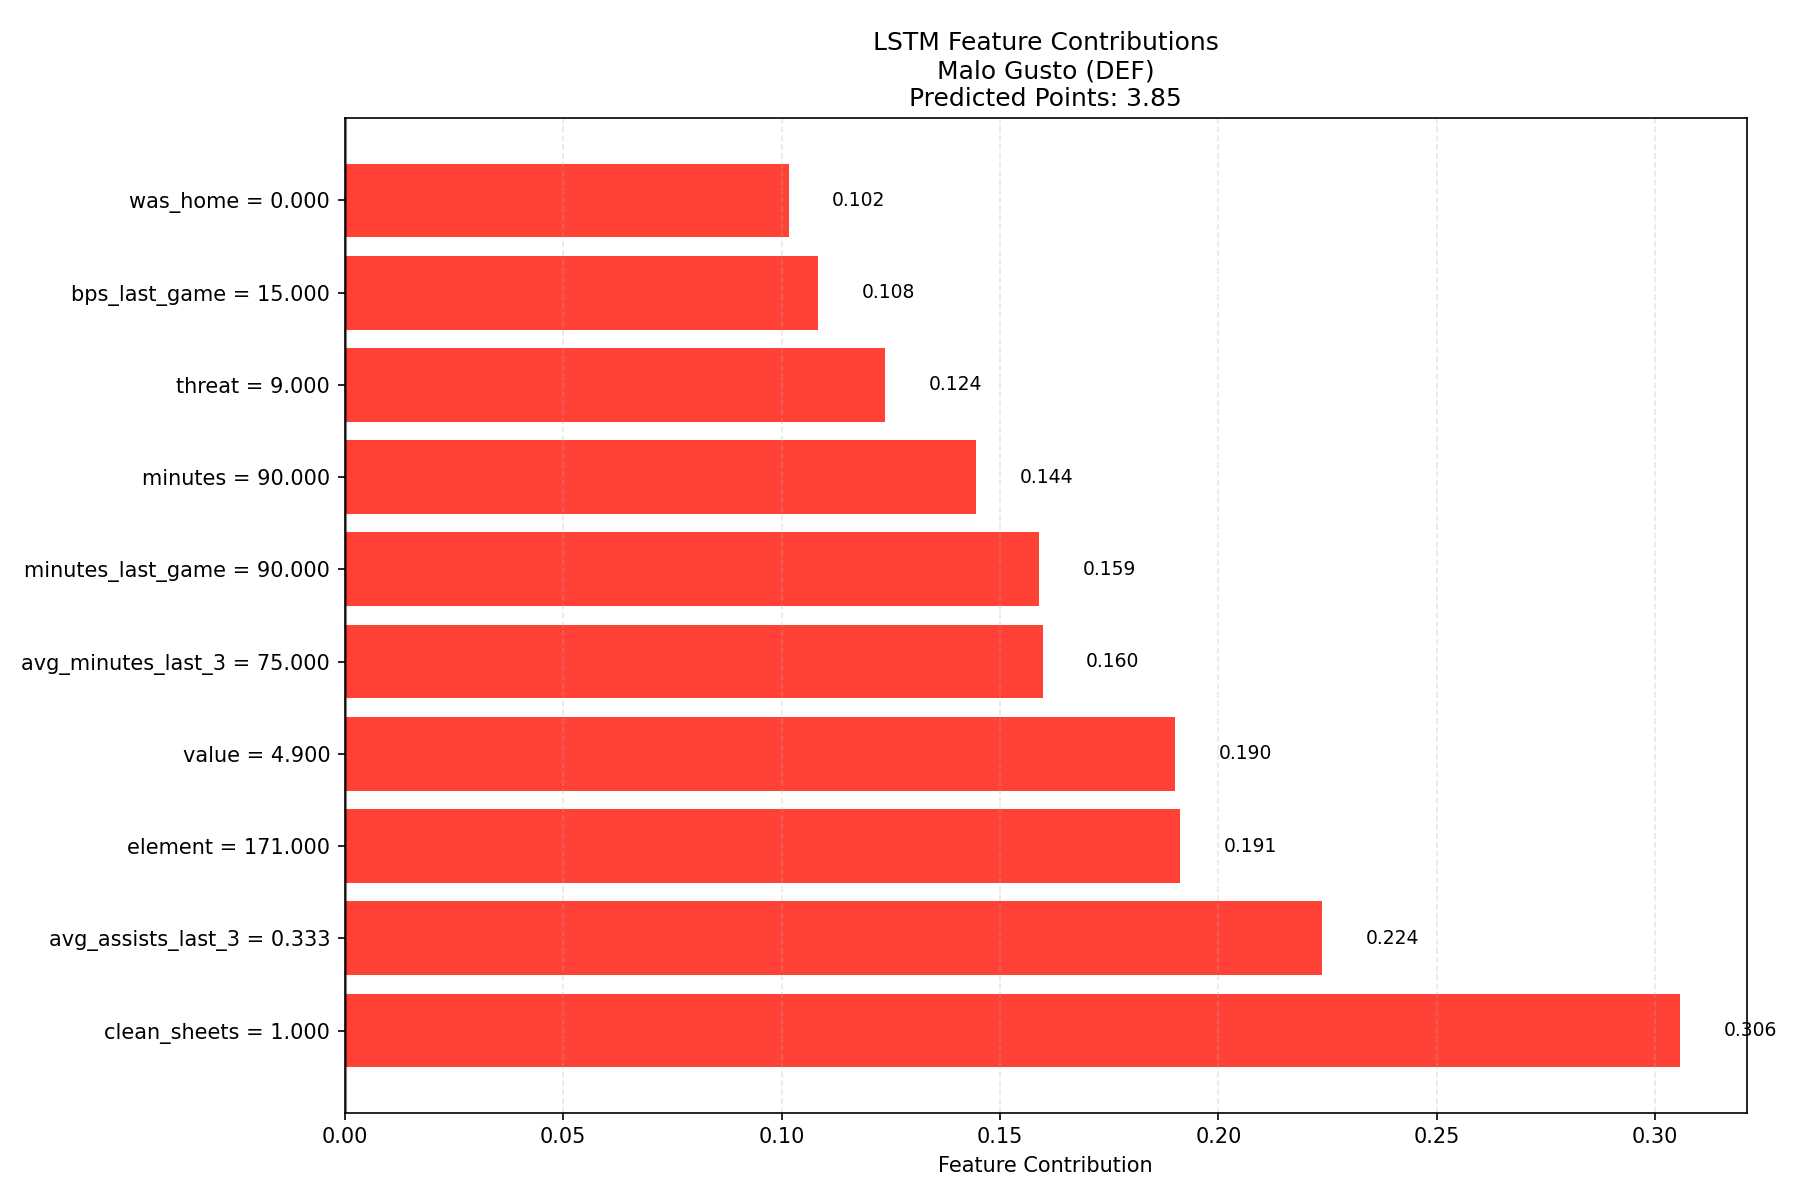 LSTM Feature Contributions
Malo Gusto (DEF)
Predicted Points: 3.85
was_home = 0.000
0.102
bps_last_game = 15.000
0.108
threat = 9.000
0.124
minutes = 90.000
0.144
minutes_last_game = 90.000
0.159
avg_minutes_last_3 = 75.000
0.160
value = 4.900
0.190
element = 171.000
0.191
avg_assists_last_3 = 0.333
0.224
clean_sheets = 1.000
0.306
0.00 0.05 0.10 0.15 0.20 0.25 0.30
Feature Contribution